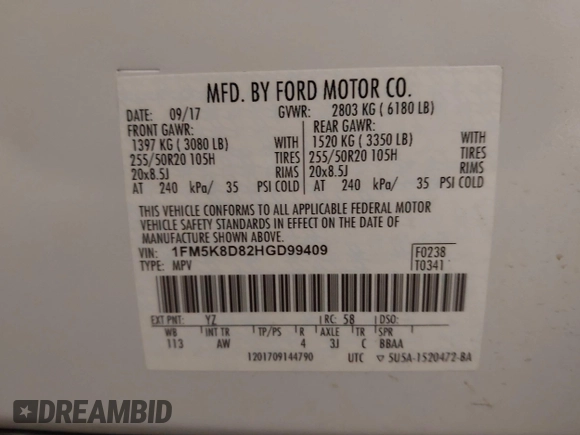 MFD. BY FORD MOTOR CO.
DATE: 09/17 GVWR: 2803 KG ( 6180 LB)
FRONT GAWR: REAR GAWR:
1397 KG ( 3080 LB) WITH 1520 KG ( 3350 LB) WITH
255/50R20 105H TIRES 255/50R20 105H TIRES
20x8.5J RIMS 20x8.5J RIMS
AT 240 kPa/ 35 PSI COLD AT 240 kPa/ 35 PSI COLD
THIS VEHICLE CONFORMS TO ALL APPLICABLE FEDERAL MOTOR
VEHICLE SAFETY STANDARDS IN EFFECT ON THE DATE OF
MANUFACTURE SHOWN ABOVE.
VIN: 1FM5K8D82HGD99409 F0238
TYPE: MPV T0341
EXT PNT: YZ RC: 58 DSO:
WB INT TR TP/PS R AXLE TR SPR
113 AW 4 3J C BBAA
1201709144790 UTC 5U5A-1520472-BA
DREAMBID